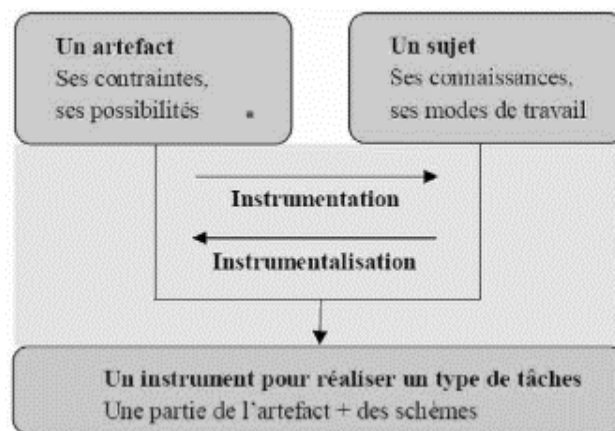 Un artefact
Ses contraintes,
ses possibilités
Un sujet
Ses connaissances,
ses modes de travail
Instrumentation
Instrumentalisation
Un instrument pour réaliser un type de tâches
Une partie de l'artefact + des schèmes